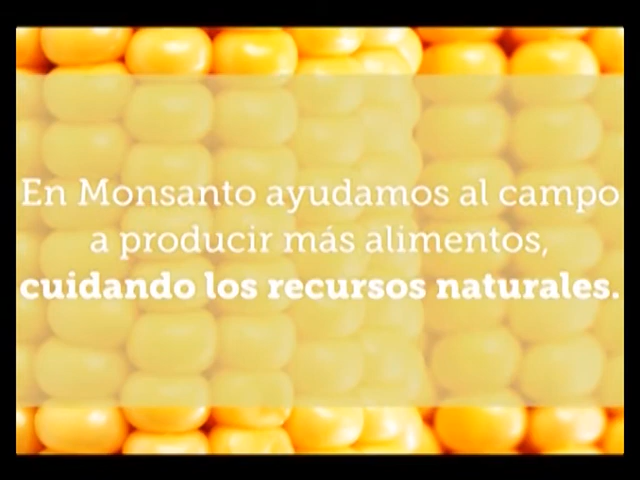 En Monsanto ayudamos al campo
a producir más alimentos,
cuidando los recursos naturales.